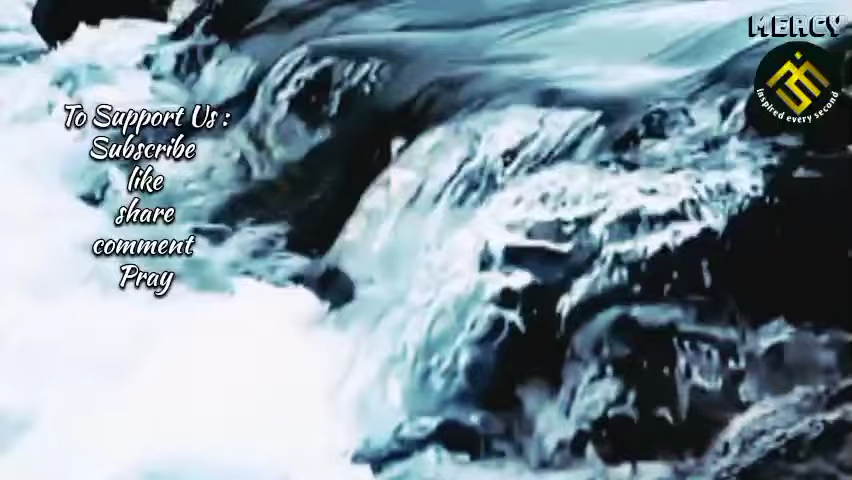 MERCY
inspired every second
To Support Us :
Subscribe
like
share
comment
Pray